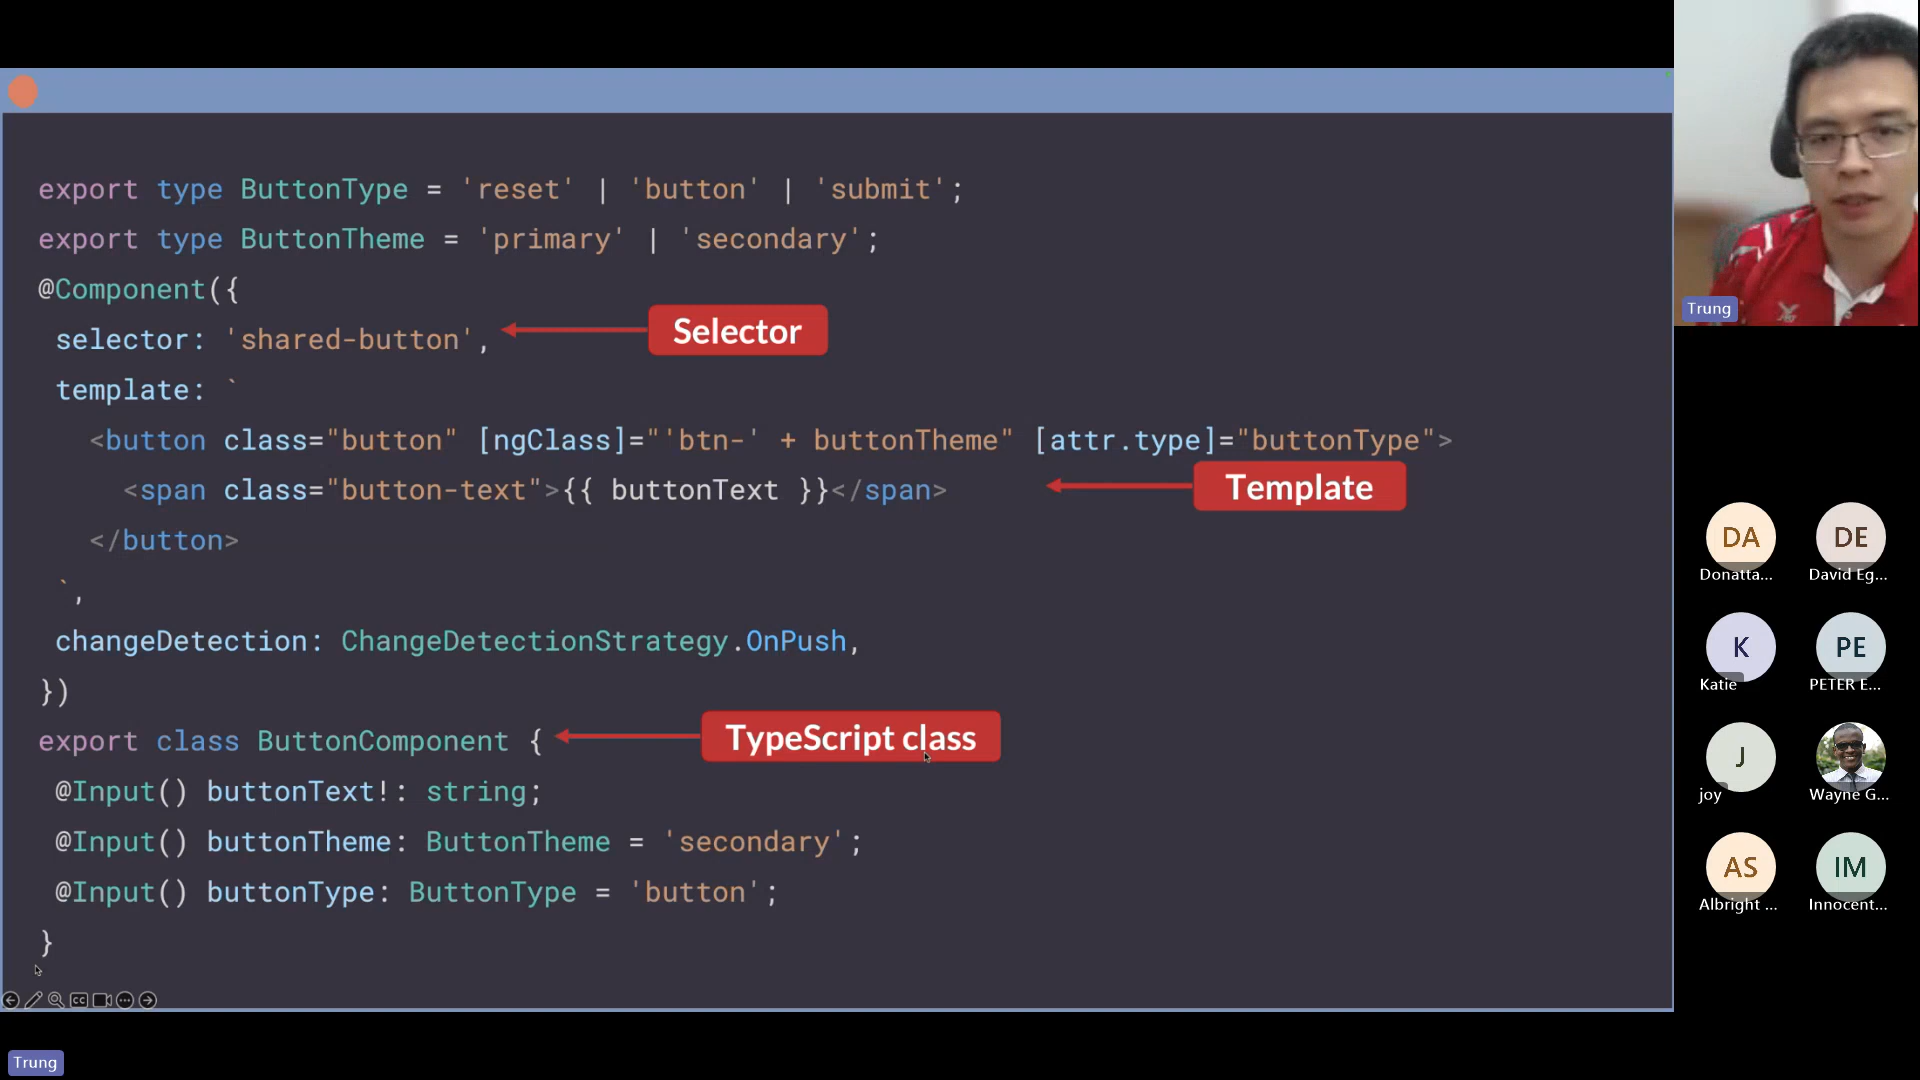 export type ButtonType = 'reset' | 'button' | 'submit';
export type ButtonTheme = 'primary' | 'secondary';
@Component({
selector: 'shared-button',
Selector
template: `
<button class="button" [ngClass]="'btn-' + buttonTheme" [attr.type]="buttonType">
<span class="button-text">{{ buttonText }}</span>
Template
</button>
`,
changeDetection: ChangeDetectionStrategy.OnPush,
})
export class ButtonComponent {
TypeScript class
@Input() buttonText!: string;
@Input() buttonTheme: ButtonTheme = 'secondary';
@Input() buttonType: ButtonType = 'button';
}
CC
Trung
Trung
DA
Donatta...
DE
David Eg...
K
Katie
PE
PETER E...
J
joy
Wayne G...
AS
Albright ...
IM
Innocent...